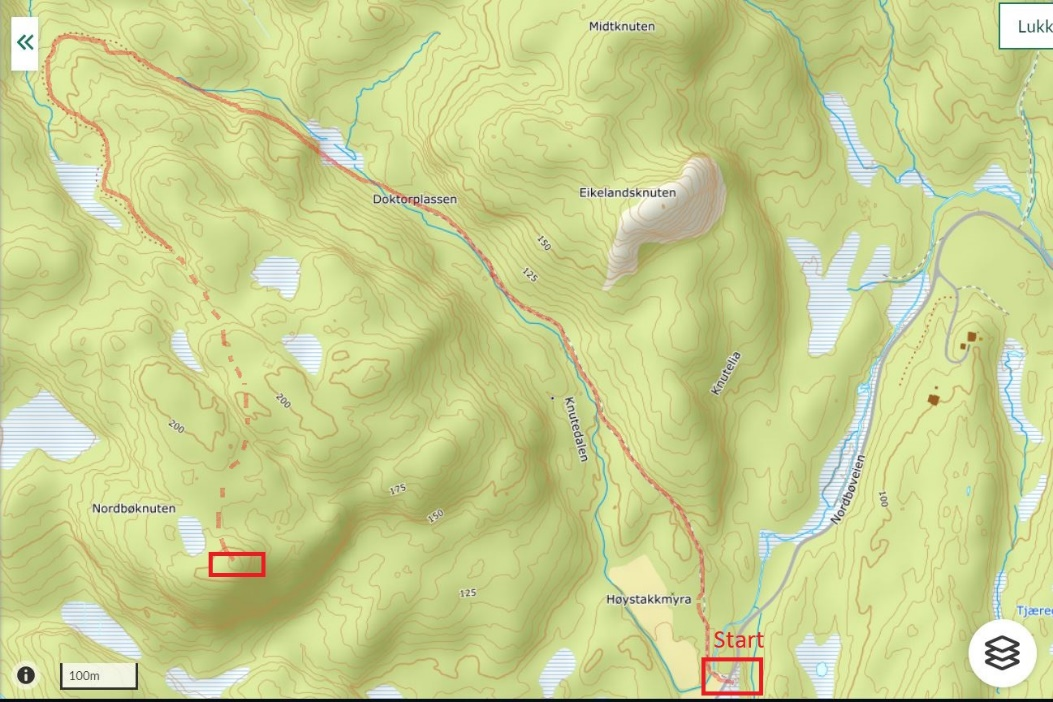 Midtknuten
Lukk
Eikelandsknuten
Doktorplassen
150
125
Knutelia
200
200
Knutedalen
Nordbøveien
175
100
Nordbøknuten
150
125
Høystakkmyra
Tjære
Start
100m